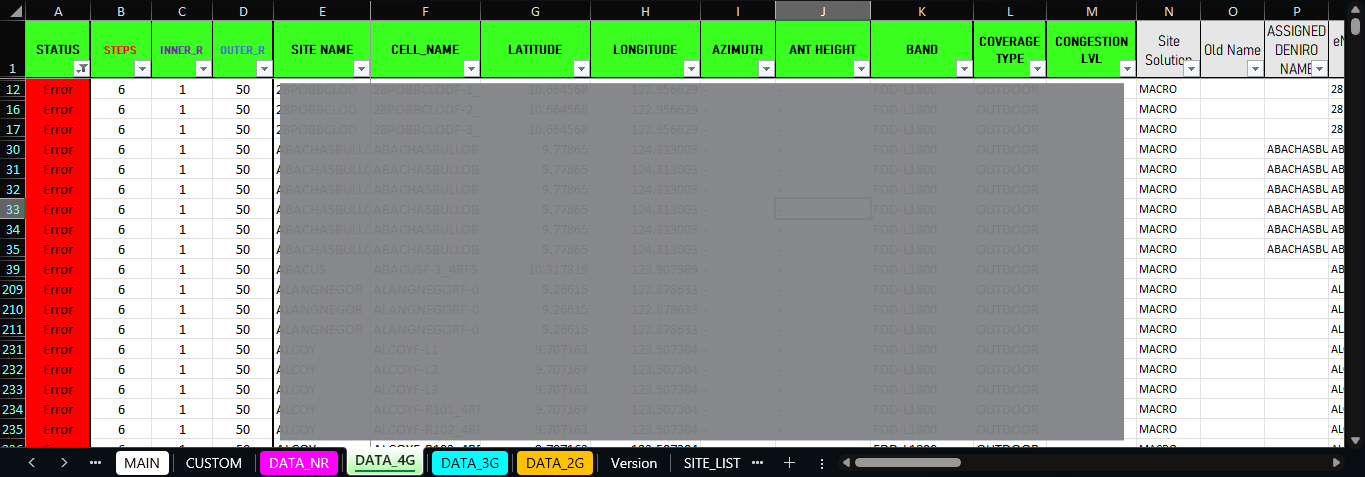 A B C D E F G H I J K L M N O P
1 STATUS STEPS INNER_R OUTER_R SITE NAME CELL_NAME LATITUDE LONGITUDE AZIMUTH ANT HEIGHT BAND COVERAGE TYPE CONGESTION LVL Site Solution Old Name ASSIGNED DENIRO NAME
12 Error 6 1 50 28POBBCLOD 28POBBCLODF-1_ 10.664568 122.956829 - FDD-L1800 OUTDOOR MACRO 28
16 Error 6 1 50 28POBBCLOD 28POBBCLODF-2_ 10.664568 122.956829 - FDD-L1800 OUTDOOR MACRO 28
17 Error 6 1 50 28POBBCLOD 28POBBCLODF-3_ 10.664568 122.956829 - FDD-L1800 OUTDOOR MACRO 28
30 Error 6 1 50 ABACHASBULLO ABACHASBULLOB 9.77865 124.313003 - FDD-L1800 OUTDOOR MACRO ABACHASBU AB
31 Error 6 1 50 ABACHASBULLO ABACHASBULLOB 9.77865 124.313003 - FDD-L1800 OUTDOOR MACRO ABACHASBU AB
32 Error 6 1 50 ABACHASBULLO ABACHASBULLOB 9.77865 124.313003 - FDD-L1800 OUTDOOR MACRO ABACHASBU AB
33 Error 6 1 50 ABACHASBULLO ABACHASBULLOB 9.77865 124.313003 - FDD-L1800 OUTDOOR MACRO ABACHASBU AB
34 Error 6 1 50 ABACHASBULLO ABACHASBULLOB 9.77865 124.313003 - FDD-L1800 OUTDOOR MACRO ABACHASBU AB
35 Error 6 1 50 ABACHASBULLO ABACHASBULLOB 9.77865 124.313003 - FDD-L1800 OUTDOOR MACRO ABACHASBU AB
39 Error 6 1 50 ABACUS ABACUSF-1_4RFS 10.317819 123.907989 - FDD-L1800 OUTDOOR MACRO AB
209 Error 6 1 50 ALANGNEGOR ALANGNEGORF-0 9.26615 122.878633 - FDD-L1800 OUTDOOR MACRO AL
210 Error 6 1 50 ALANGNEGOR ALANGNEGORF-0 9.26615 122.878633 - FDD-L1800 OUTDOOR MACRO AL
211 Error 6 1 50 ALANGNEGOR ALANGNEGORF-0 9.26615 122.878633 - FDD-L1800 OUTDOOR MACRO AL
231 Error 6 1 50 ALCOY ALCOYF-L1 9.707163 123.507304 - FDD-L1800 OUTDOOR MACRO ALC
232 Error 6 1 50 ALCOY ALCOYF-L2 9.707163 123.507304 - FDD-L1800 OUTDOOR MACRO ALC
233 Error 6 1 50 ALCOY ALCOYF-L3 9.707163 123.507304 - FDD-L1800 OUTDOOR MACRO ALC
234 Error 6 1 50 ALCOY ALCOYF-R101_4RF 9.707163 123.507304 - FDD-L1800 OUTDOOR MACRO ALC
235 Error 6 1 50 ALCOY ALCOYF-R102_4RF 9.707163 123.507304 - FDD-L1800 OUTDOOR MACRO ALC
MAIN CUSTOM DATA_NR DATA_4G DATA_3G DATA_2G Version SITE_LIST